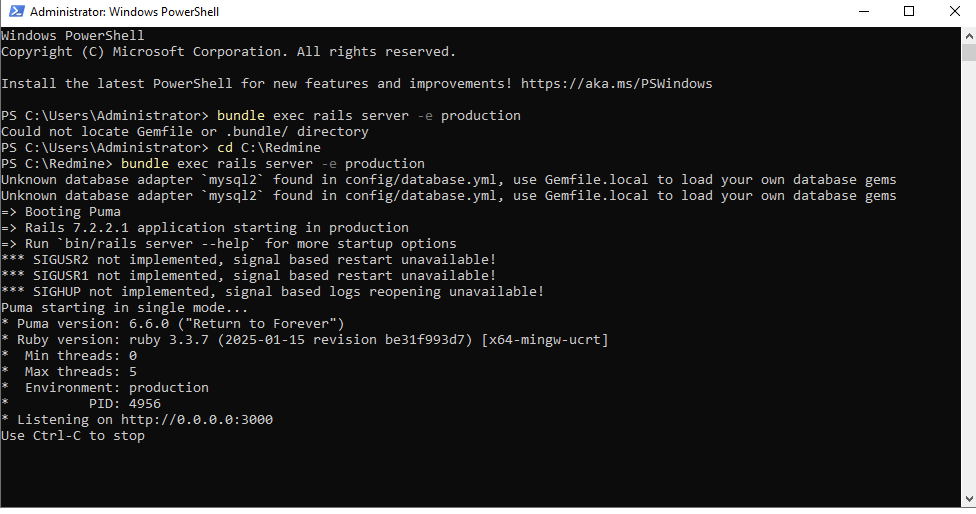 Administrator: Windows PowerShell
Windows PowerShell
Copyright (C) Microsoft Corporation. All rights reserved.
Install the latest PowerShell for new features and improvements! https://aka.ms/PSWindows
PS C:\Users\Administrator> bundle exec rails server -e production
Could not locate Gemfile or .bundle/ directory
PS C:\Users\Administrator> cd C:\Redmine
PS C:\Redmine> bundle exec rails server -e production
Unknown database adapter `mysql2` found in config/database.yml, use Gemfile.local to load your own database gems
Unknown database adapter `mysql2` found in config/database.yml, use Gemfile.local to load your own database gems
=> Booting Puma
=> Rails 7.2.2.1 application starting in production
=> Run `bin/rails server --help` for more startup options
*** SIGUSR2 not implemented, signal based restart unavailable!
*** SIGUSR1 not implemented, signal based restart unavailable!
*** SIGHUP not implemented, signal based logs reopening unavailable!
Puma starting in single mode...
* Puma version: 6.6.0 ("Return to Forever")
* Ruby version: ruby 3.3.7 (2025-01-15 revision be31f993d7) [x64-mingw-ucrt]
*  Min threads: 0
*  Max threads: 5
*  Environment: production
*          PID: 4956
* Listening on http://0.0.0.0:3000
Use Ctrl-C to stop